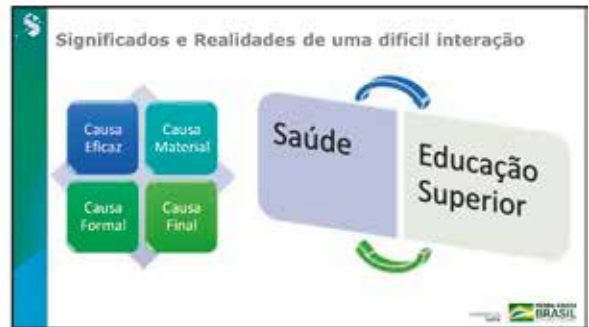 Significados e Realidades de uma difícil interação
Causa
Eficaz
Causa
Material
Causa
Formal
Causa
Final
Saúde
Educação
Superior
BRASIL